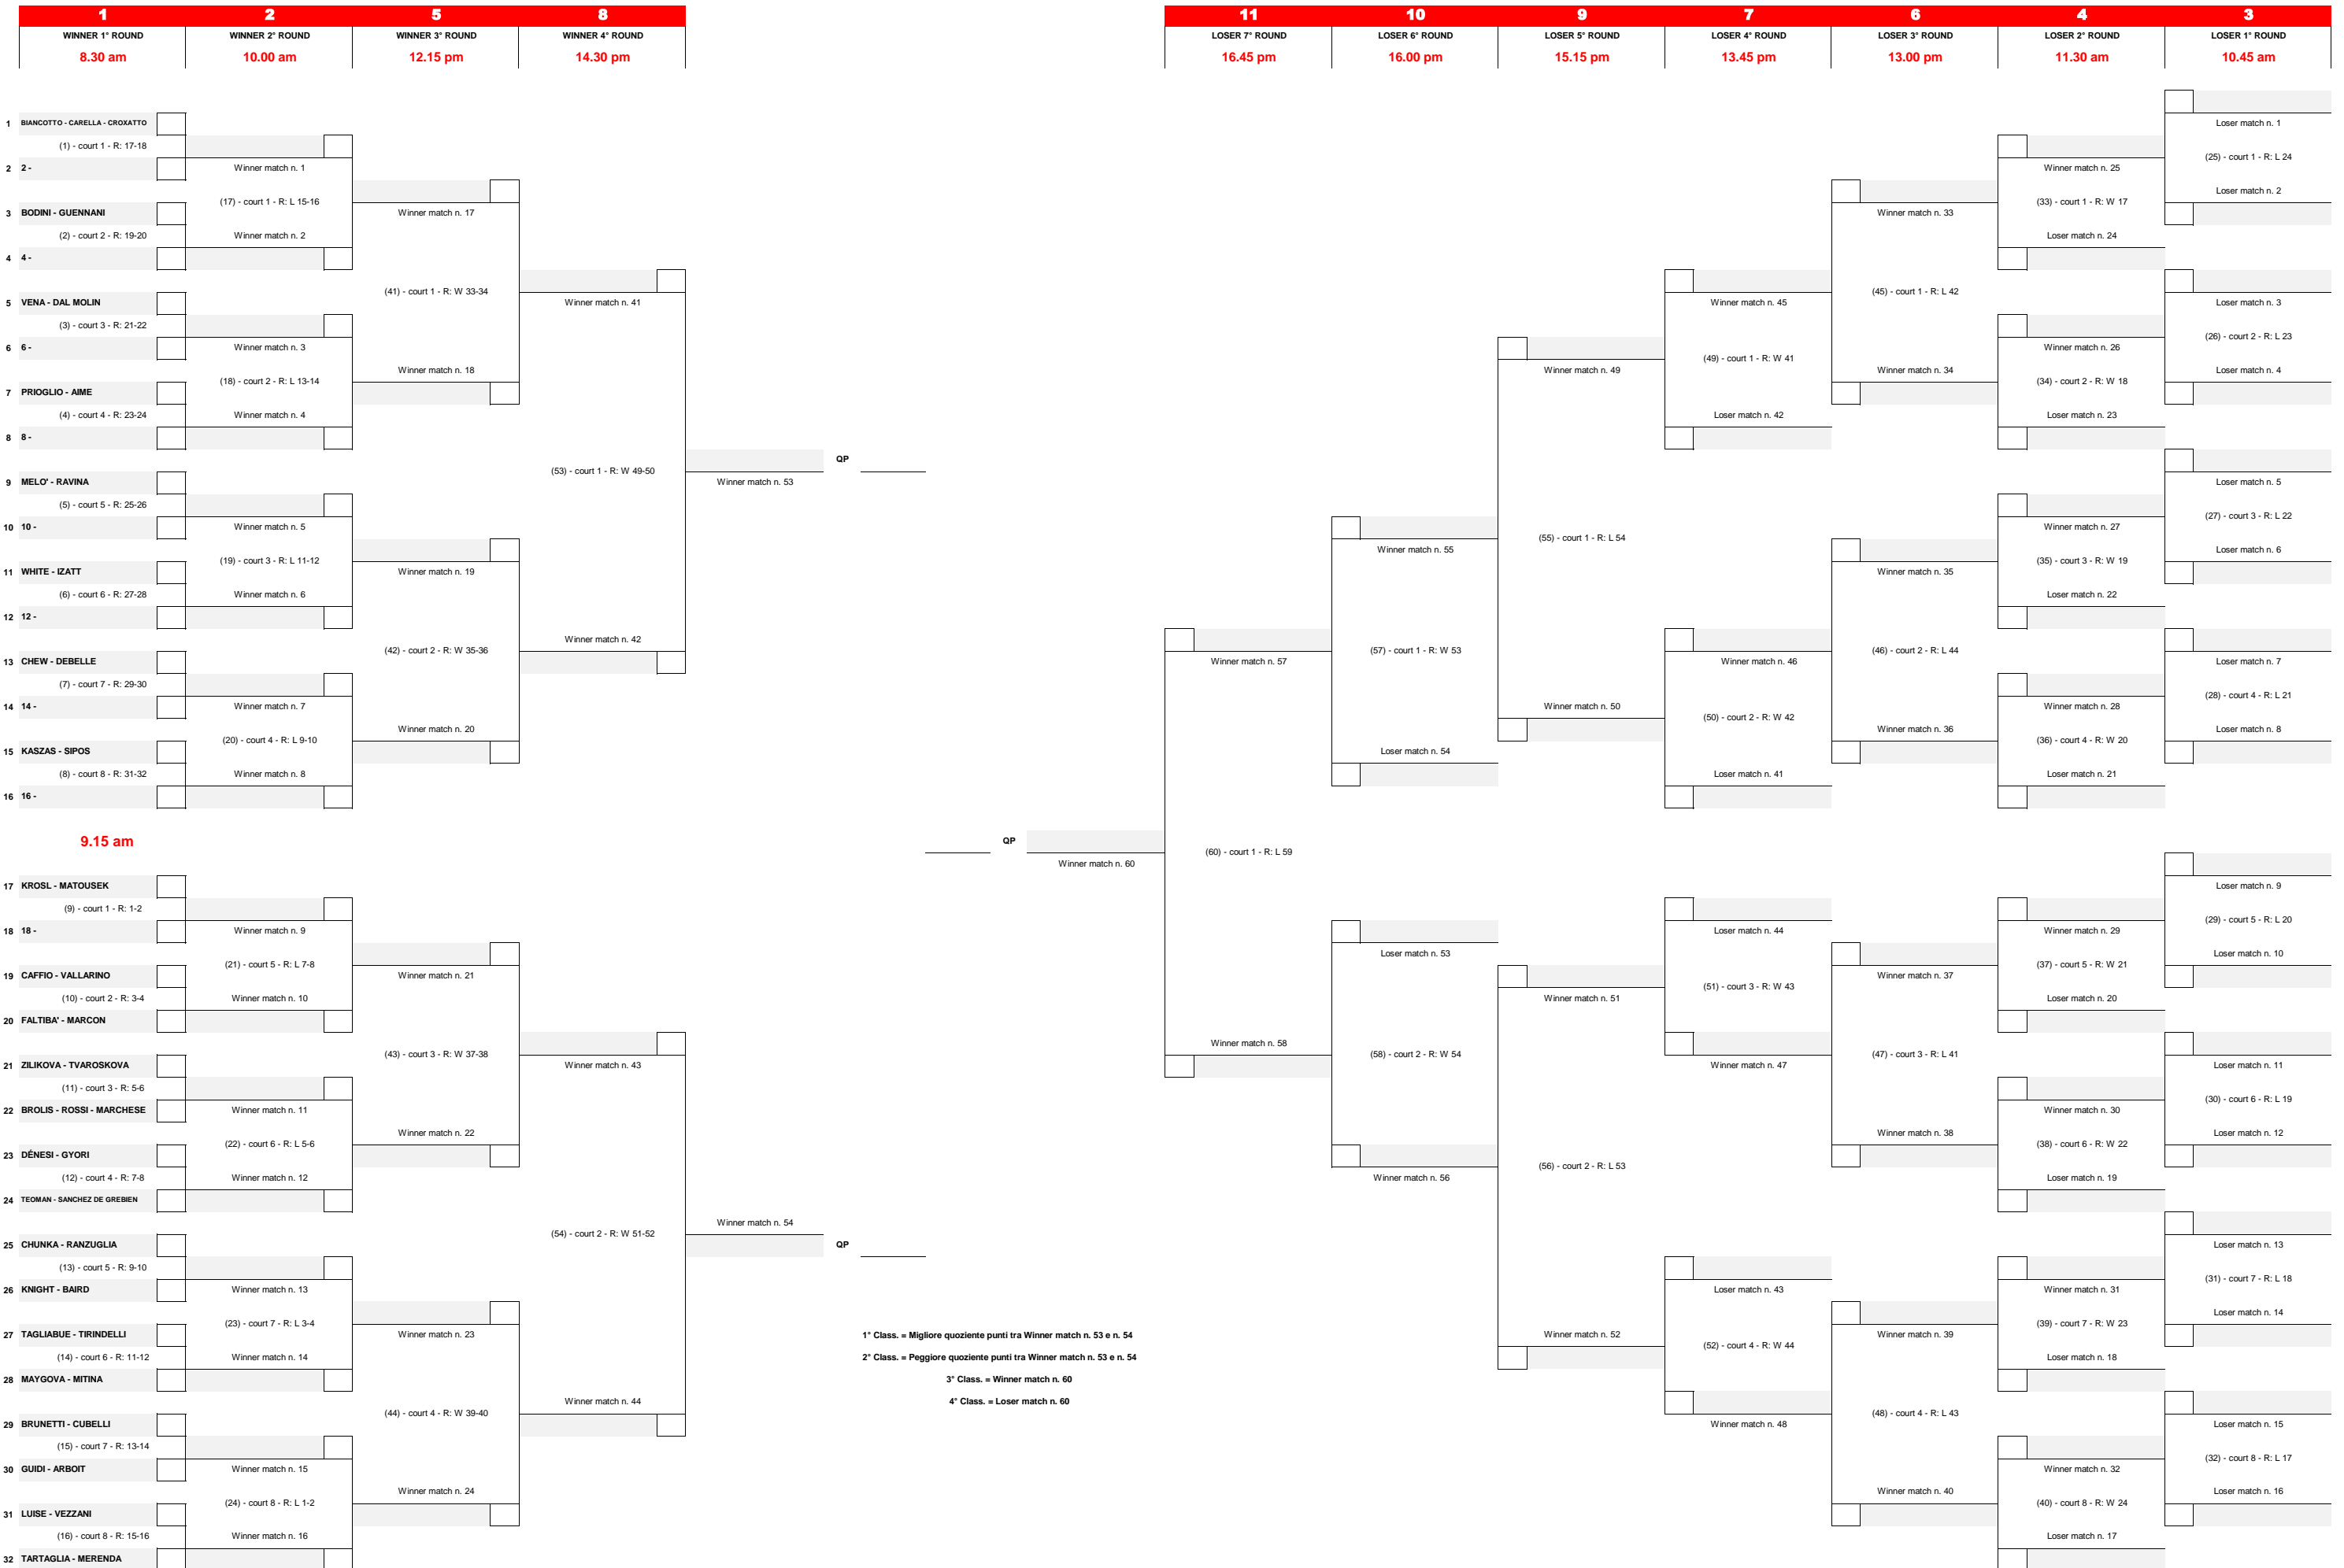 1 2 5 8 11 10 9 7 6 4 3
WINNER 1° ROUND WINNER 2° ROUND WINNER 3° ROUND WINNER 4° ROUND LOSER 7° ROUND LOSER 6° ROUND LOSER 5° ROUND LOSER 4° ROUND LOSER 3° ROUND LOSER 2° ROUND LOSER 1° ROUND
8.30 am 10.00 am 12.15 pm 14.30 pm 16.45 pm 16.00 pm 15.15 pm 13.45 pm 13.00 pm 11.30 am 10.45 am
1 BIANCOTTO - CARELLA - CROXATTO
(1) - court 1 - R: 17-18
2 2 -
3 BODINI - GUENNANI
(2) - court 2 - R: 19-20
4 4 -
5 VENA - DAL MOLIN
(3) - court 3 - R: 21-22
6 6 -
7 PRIOGLIO - AIME
(4) - court 4 - R: 23-24
8 8 -
9 MELO' - RAVINA
(5) - court 5 - R: 25-26
10 10 -
11 WHITE - IZATT
(6) - court 6 - R: 27-28
12 12 -
13 CHEW - DEBELLE
(7) - court 7 - R: 29-30
14 14 -
15 KASZAS - SIPOS
(8) - court 8 - R: 31-32
16 16 -
9.15 am
17 KROSL - MATOUSEK
(9) - court 1 - R: 1-2
18 18 -
19 CAFFIO - VALLARINO
(10) - court 2 - R: 3-4
20 FALTIBA' - MARCON
21 ZILIKOVA - TVAROSKOVA
(11) - court 3 - R: 5-6
22 BROLIS - ROSSI - MARCHESE
23 DÉNESI - GYORI
(12) - court 4 - R: 7-8
24 TEOMAN - SANCHEZ DE GREBIEN
25 CHUNKA - RANZUGLIA
(13) - court 5 - R: 9-10
26 KNIGHT - BAIRD
27 TAGLIABUE - TIRINDELLI
(14) - court 6 - R: 11-12
28 MAYGOVA - MITINA
29 BRUNETTI - CUBELLI
(15) - court 7 - R: 13-14
30 GUIDI - ARBOIT
31 LUISE - VEZZANI
(16) - court 8 - R: 15-16
32 TARTAGLIA - MERENDA
Winner match n. 1
(17) - court 1 - R: L 15-16
Winner match n. 2
Winner match n. 3
(18) - court 2 - R: L 13-14
Winner match n. 4
Winner match n. 5
(19) - court 3 - R: L 11-12
Winner match n. 6
Winner match n. 7
(20) - court 4 - R: L 9-10
Winner match n. 8
Winner match n. 9
(21) - court 5 - R: L 7-8
Winner match n. 10
Winner match n. 11
(22) - court 6 - R: L 5-6
Winner match n. 12
Winner match n. 13
(23) - court 7 - R: L 3-4
Winner match n. 14
Winner match n. 15
(24) - court 8 - R: L 1-2
Winner match n. 16
Winner match n. 17
(41) - court 1 - R: W 33-34
Winner match n. 18
Winner match n. 19
(42) - court 2 - R: W 35-36
Winner match n. 20
Winner match n. 21
(43) - court 3 - R: W 37-38
Winner match n. 22
Winner match n. 23
(44) - court 4 - R: W 39-40
Winner match n. 24
Winner match n. 41
(53) - court 1 - R: W 49-50
Winner match n. 42
Winner match n. 43
(54) - court 2 - R: W 51-52
Winner match n. 44
QP
Winner match n. 53
Winner match n. 54
QP
1° Class. = Migliore quoziente punti tra Winner match n. 53 e n. 54
2° Class. = Peggiore quoziente punti tra Winner match n. 53 e n. 54
3° Class. = Winner match n. 60
4° Class. = Loser match n. 60
QP
Winner match n. 60
Winner match n. 57
(60) - court 1 - R: L 59
Winner match n. 58
Winner match n. 55
(57) - court 1 - R: W 53
Loser match n. 54
Loser match n. 53
(58) - court 2 - R: W 54
Winner match n. 56
Winner match n. 49
(55) - court 1 - R: L 54
Winner match n. 50
Winner match n. 51
(56) - court 2 - R: L 53
Winner match n. 52
Winner match n. 45
(49) - court 1 - R: W 41
Loser match n. 42
Winner match n. 46
(50) - court 2 - R: W 42
Loser match n. 41
Loser match n. 44
(51) - court 3 - R: W 43
Winner match n. 47
Loser match n. 43
(52) - court 4 - R: W 44
Winner match n. 48
Winner match n. 33
(45) - court 1 - R: L 42
Winner match n. 34
Winner match n. 35
(46) - court 2 - R: L 44
Winner match n. 36
Winner match n. 37
(47) - court 3 - R: L 41
Winner match n. 38
Winner match n. 39
(48) - court 4 - R: L 43
Winner match n. 40
Winner match n. 25
(33) - court 1 - R: W 17
Loser match n. 24
Winner match n. 26
(34) - court 2 - R: W 18
Loser match n. 23
Winner match n. 27
(35) - court 3 - R: W 19
Loser match n. 22
Winner match n. 28
(36) - court 4 - R: W 20
Loser match n. 21
Winner match n. 29
(37) - court 5 - R: W 21
Loser match n. 20
Winner match n. 30
(38) - court 6 - R: W 22
Loser match n. 19
Winner match n. 31
(39) - court 7 - R: W 23
Loser match n. 18
Winner match n. 32
(40) - court 8 - R: W 24
Loser match n. 17
Loser match n. 1
(25) - court 1 - R: L 24
Loser match n. 2
Loser match n. 3
(26) - court 2 - R: L 23
Loser match n. 4
Loser match n. 5
(27) - court 3 - R: L 22
Loser match n. 6
Loser match n. 7
(28) - court 4 - R: L 21
Loser match n. 8
Loser match n. 9
(29) - court 5 - R: L 20
Loser match n. 10
Loser match n. 11
(30) - court 6 - R: L 19
Loser match n. 12
Loser match n. 13
(31) - court 7 - R: L 18
Loser match n. 14
Loser match n. 15
(32) - court 8 - R: L 17
Loser match n. 16